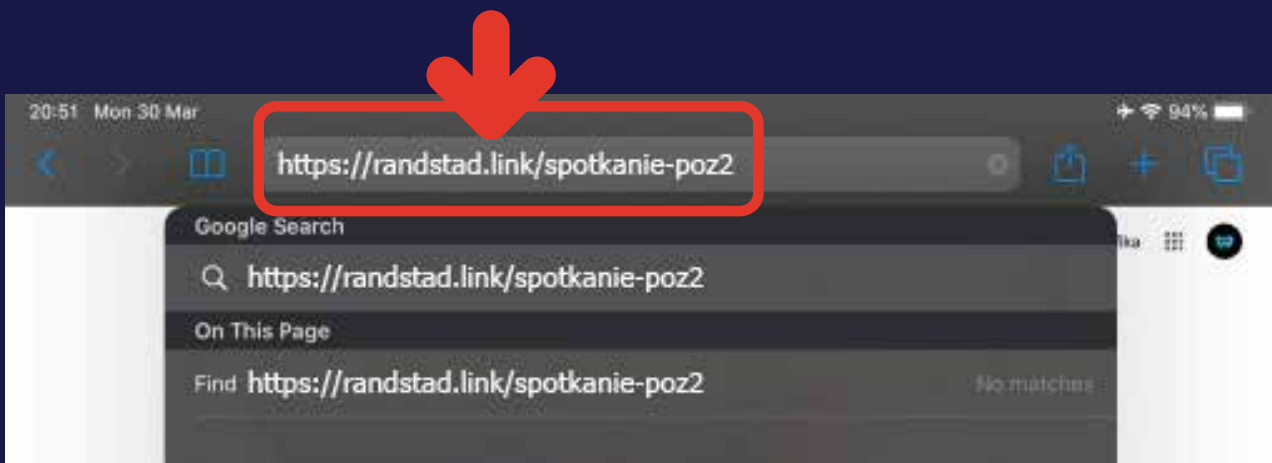 20:51 Mon 30 Mar
94%
https://randstad.link/spotkanie-poz2
Google Search
https://randstad.link/spotkanie-poz2
On This Page
Find https://randstad.link/spotkanie-poz2
No matches